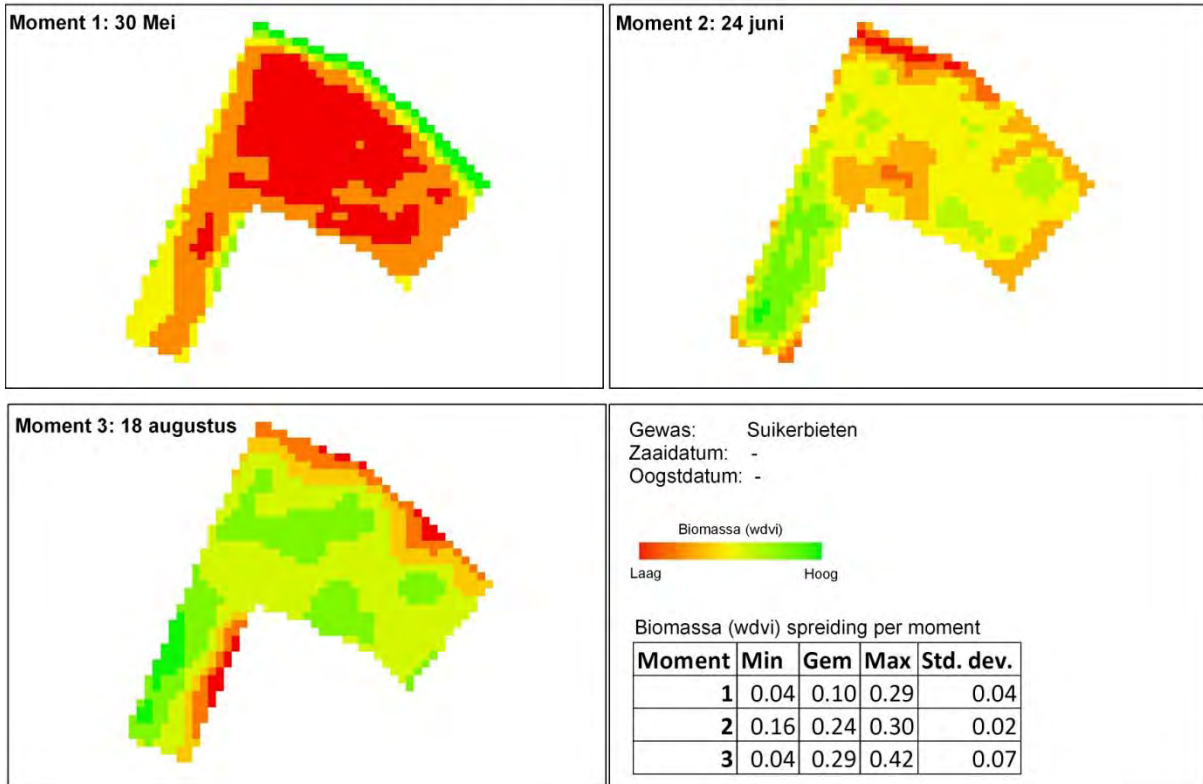 Moment 1: 30 Mei
Moment 2: 24 juni
Moment 3: 18 augustus
Gewas: Suikerbieten
Zaaidatum: -
Oogstdatum: -
Biomassa (wdvi)
Laag Hoog
Biomassa (wdvi) spreiding per moment
Moment Min Gem Max Std. dev.
1 0.04 0.10 0.29 0.04
2 0.16 0.24 0.30 0.02
3 0.04 0.29 0.42 0.07